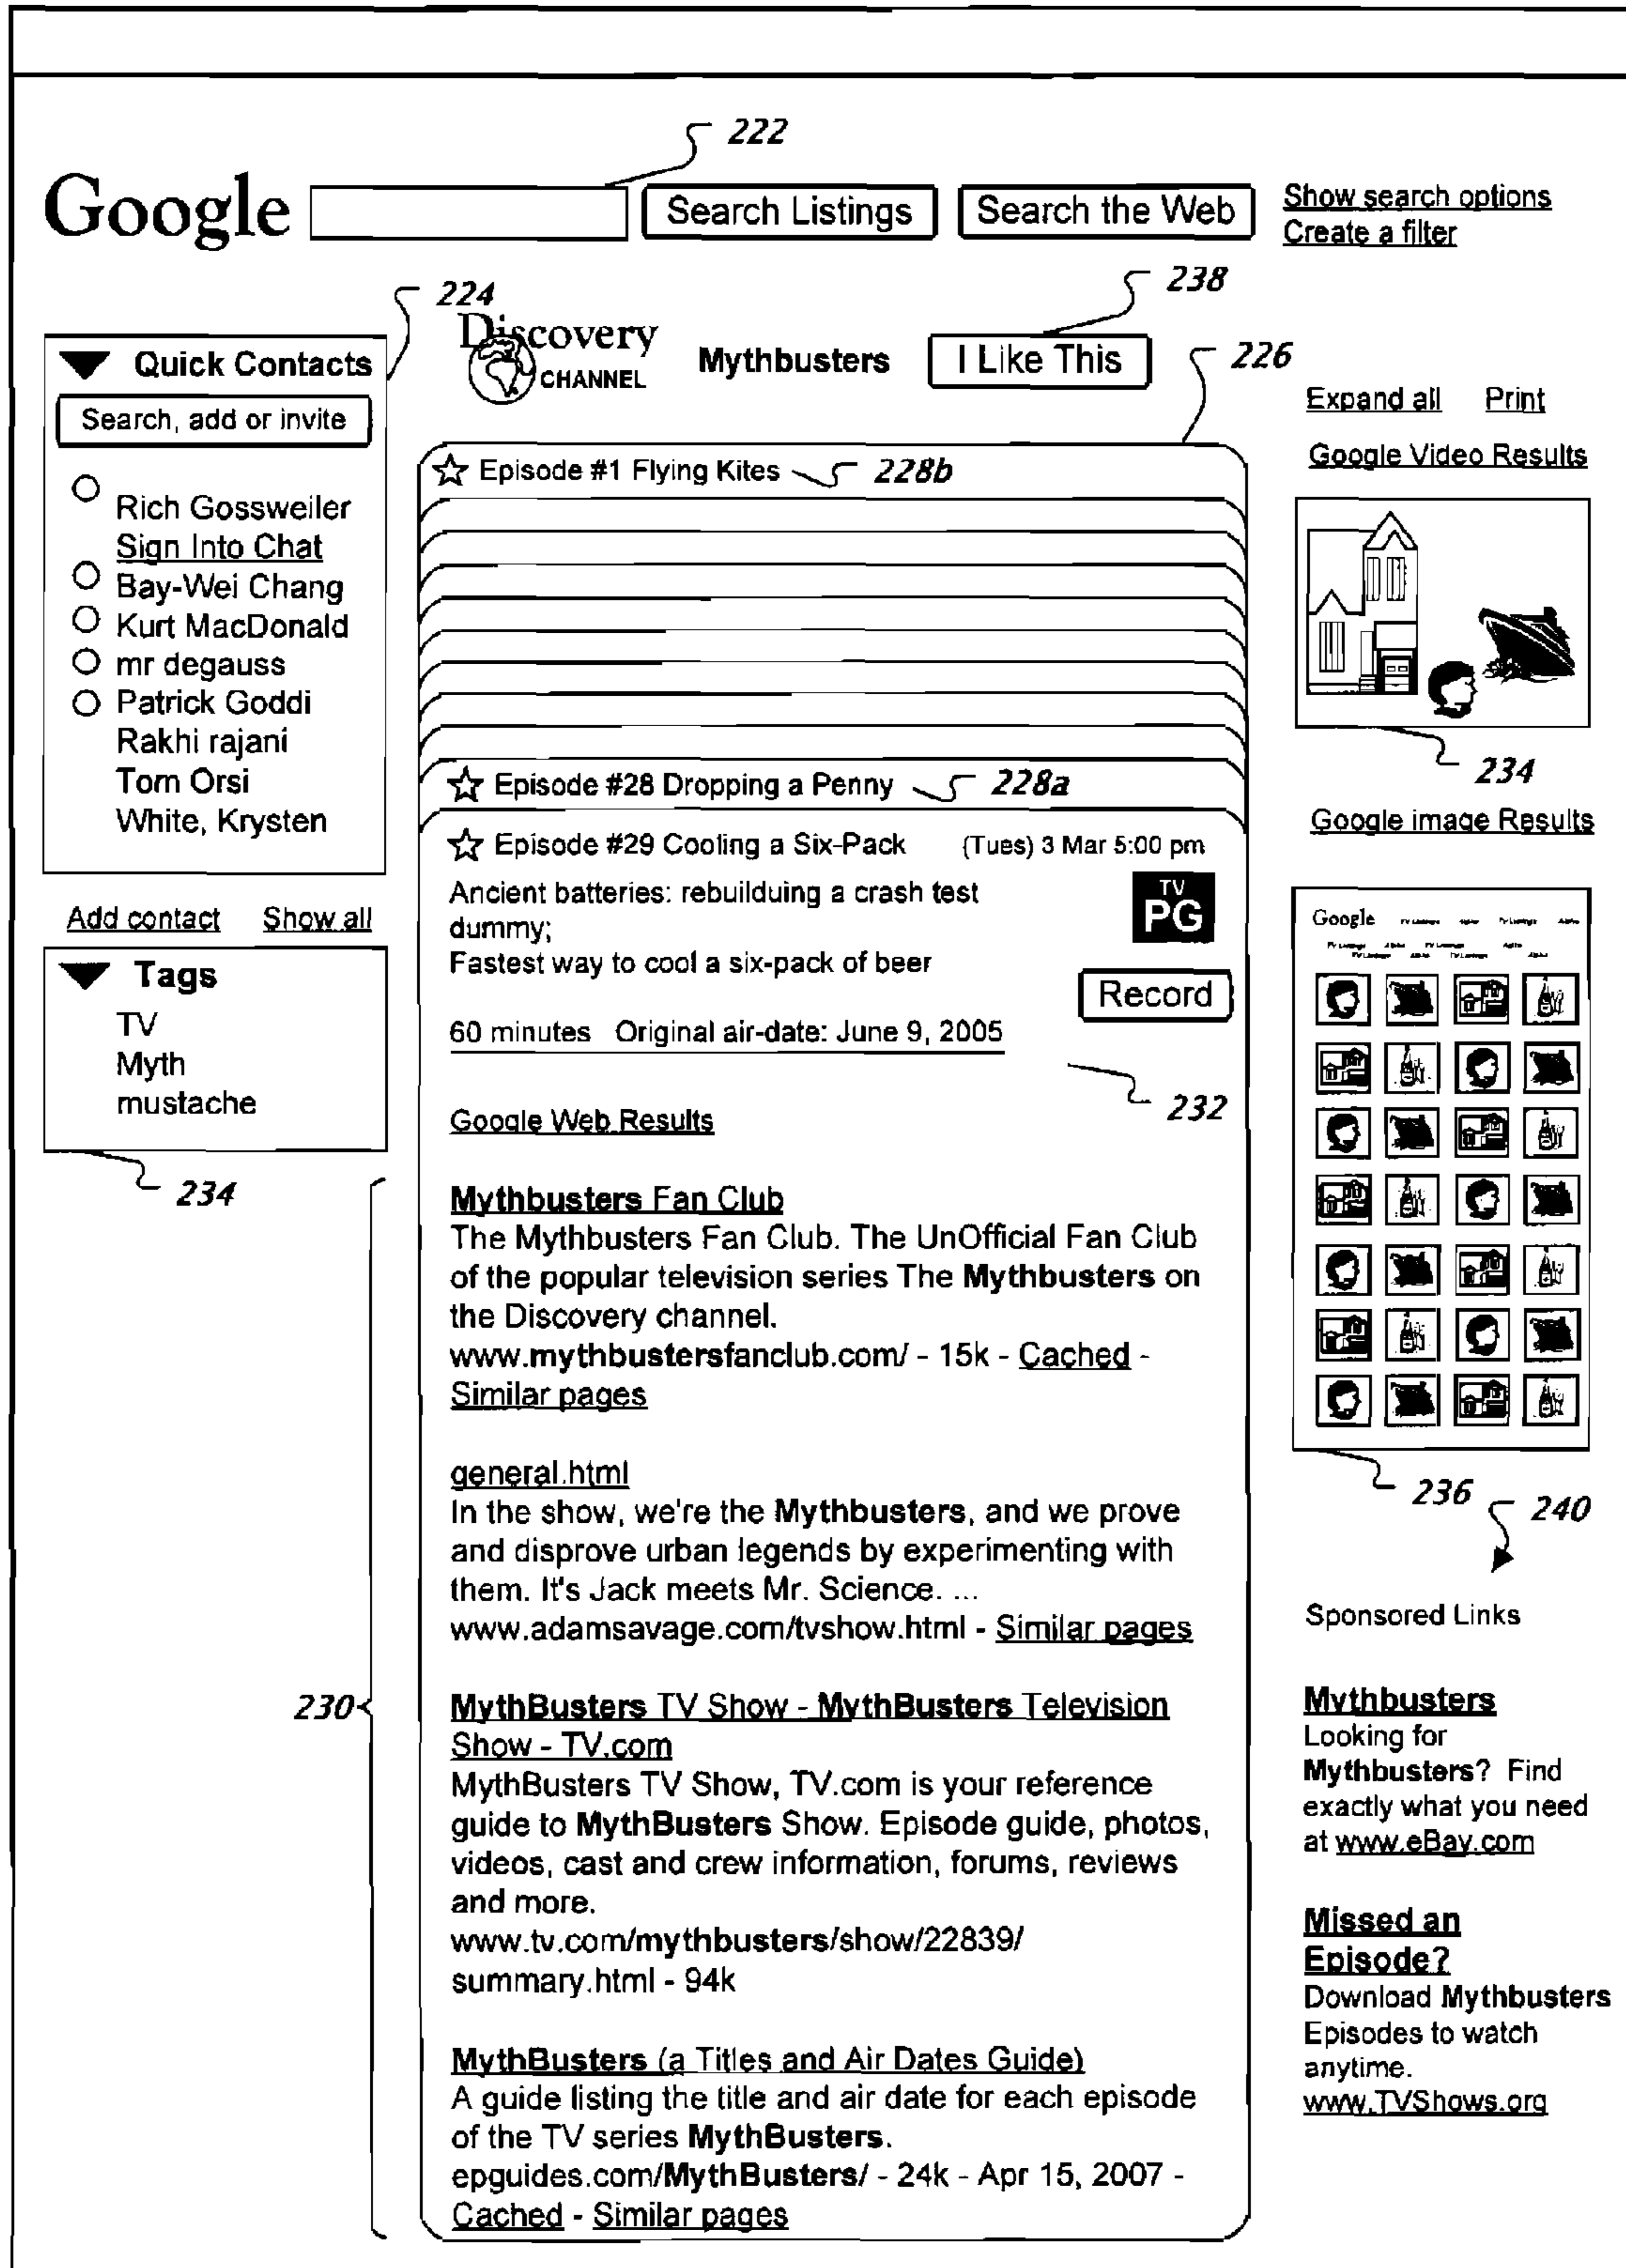 222
Google
Search Listings
Search the Web
Show search options
Create a filter
238
224
Discovery
CHANNEL
Mythbusters
I Like This
226
Quick Contacts
Search, add or invite
Rich Gossweiler
Sign Into Chat
Bay-Wei Chang
Kurt MacDonald
mr degauss
Patrick Goddi
Rakhi rajani
Tom Orsi
White, Krysten
Add contact Show all
Tags
TV
Myth
mustache
234
Episode #1 Flying Kites
228b
Episode #28 Dropping a Penny
228a
Episode #29 Cooling a Six-Pack (Tues) 3 Mar 5:00 pm
Ancient batteries: rebuilduing a crash test
dummy;
Fastest way to cool a six-pack of beer
TV
PG
Record
60 minutes Original air-date: June 9, 2005
232
Google Web Results
230
Mythbusters Fan Club
The Mythbusters Fan Club. The UnOfficial Fan Club
of the popular television series The Mythbusters on
the Discovery channel.
www.mythbustersfanclub.com/ - 15k - Cached -
Similar pages
general.html
In the show, we're the Mythbusters, and we prove
and disprove urban legends by experimenting with
them. It's Jack meets Mr. Science. ...
www.adamsavage.com/tvshow.html - Similar pages
MythBusters TV Show - MythBusters Television
Show - TV.com
MythBusters TV Show, TV.com is your reference
guide to MythBusters Show. Episode guide, photos,
videos, cast and crew information, forums, reviews
and more.
www.tv.com/mythbusters/show/22839/
summary.html - 94k
MythBusters (a Titles and Air Dates Guide)
A guide listing the title and air date for each episode
of the TV series MythBusters.
epguides.com/MythBusters/ - 24k - Apr 15, 2007 -
Cached - Similar pages
Expand all Print
Google Video Results
234
Google image Results
Google
236
240
Sponsored Links
Mythbusters
Looking for
Mythbusters? Find
exactly what you need
at www.eBay.com
Missed an
Episode?
Download Mythbusters
Episodes to watch
anytime.
www.TVShows.org